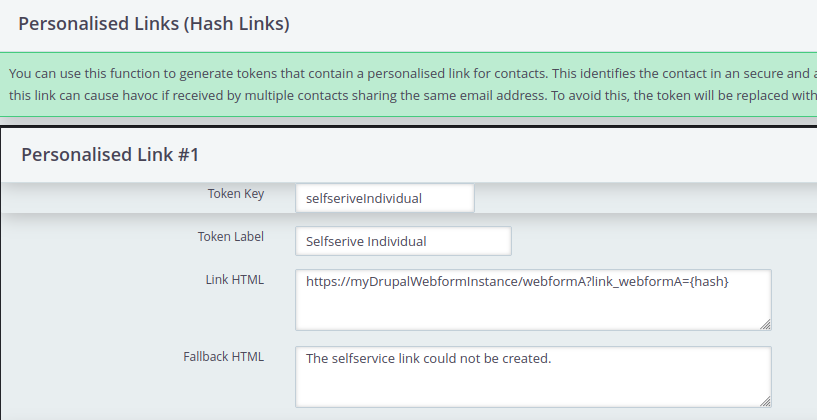 Personalised Links (Hash Links)
You can use this function to generate tokens that contain a personalised link for contacts. This identifies the contact in an secure and a
this link can cause havoc if received by multiple contacts sharing the same email address. To avoid this, the token will be replaced with
Personalised Link #1
Token Key
selfseriveIndividual
Token Label
Selfserive Individual
Link HTML
https://myDrupalWebformInstance/webformA?link_webformA={hash}
Fallback HTML
The selfservice link could not be created.